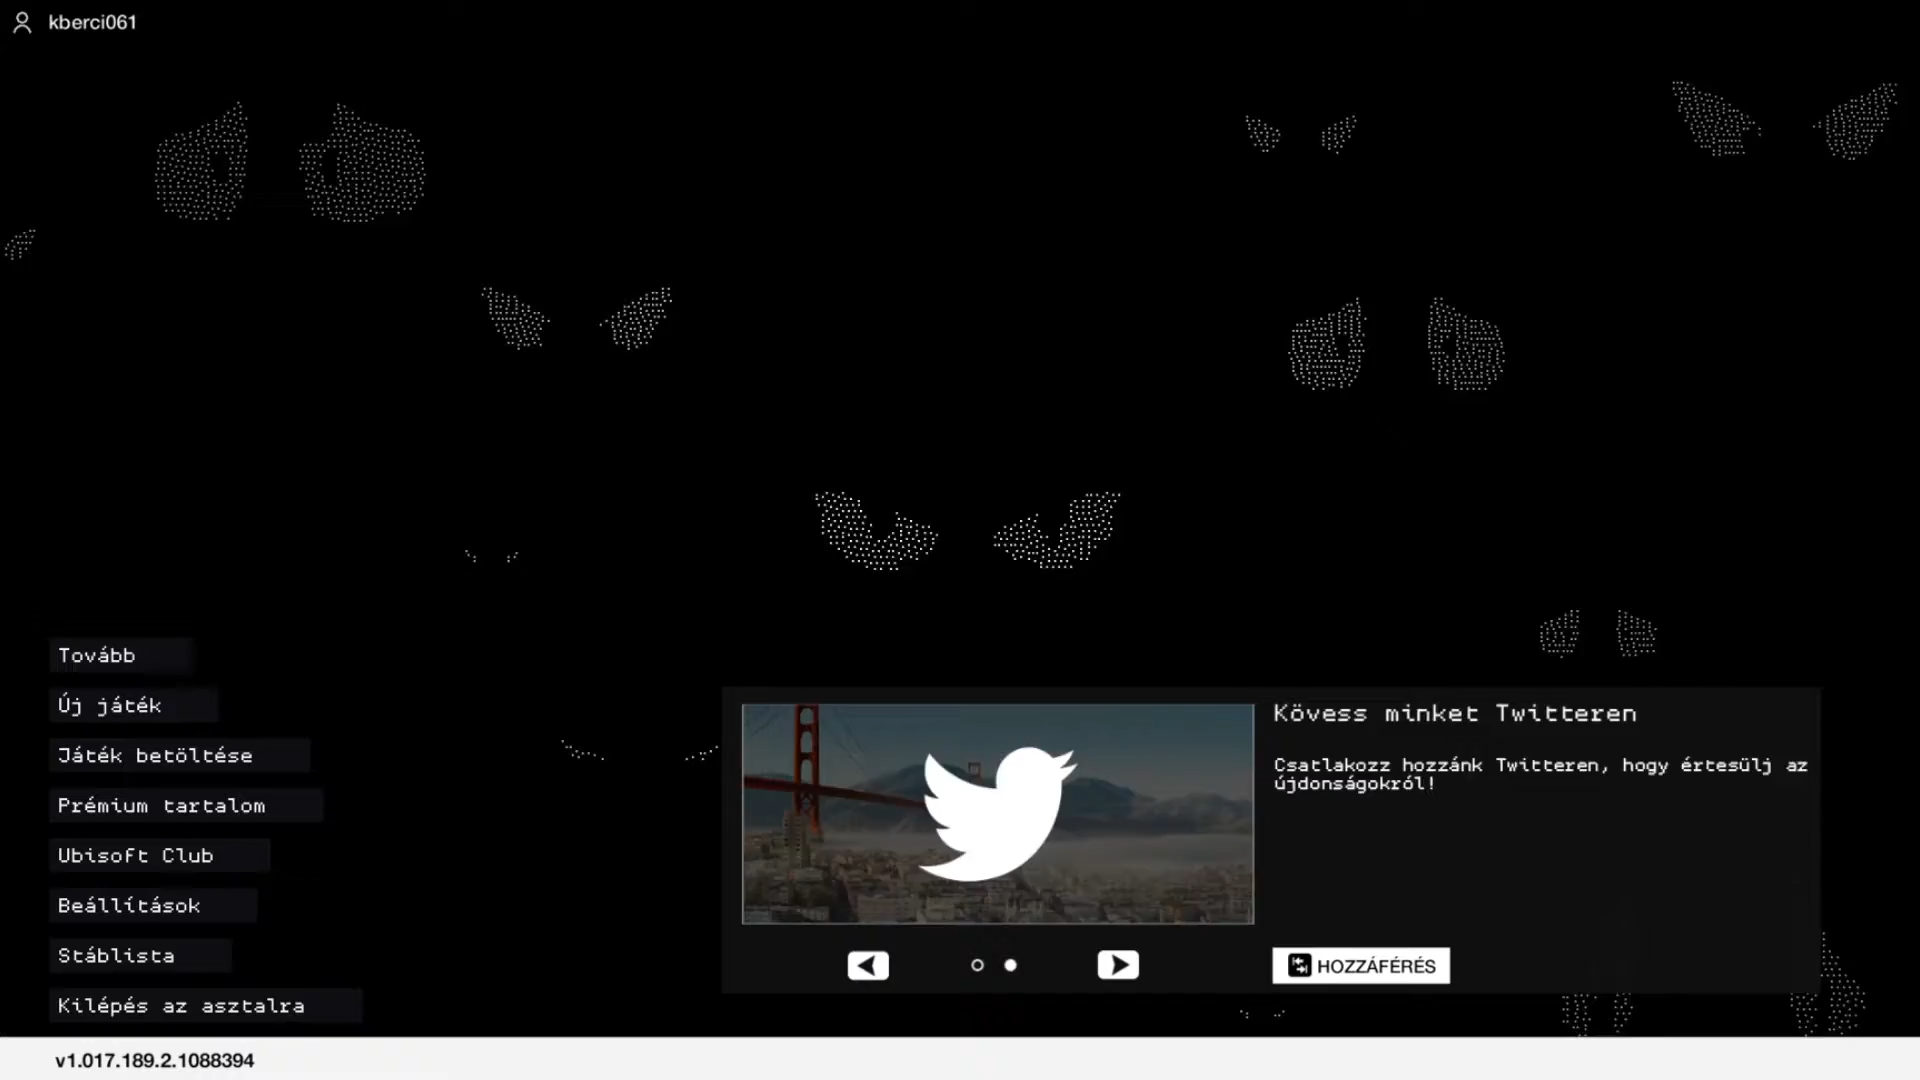 kberci061
Tovább
Új játék
Játék betöltése
Prémium tartalom
Ubisoft Club
Beállítások
Stáblista
Kilépés az asztalra
Kövess minket Twitteren
Csatlakozz hozzánk Twitteren, hogy értesülj az
újdonságokról!
HOZZÁFÉRÉS
v1.017.189.2.1088394